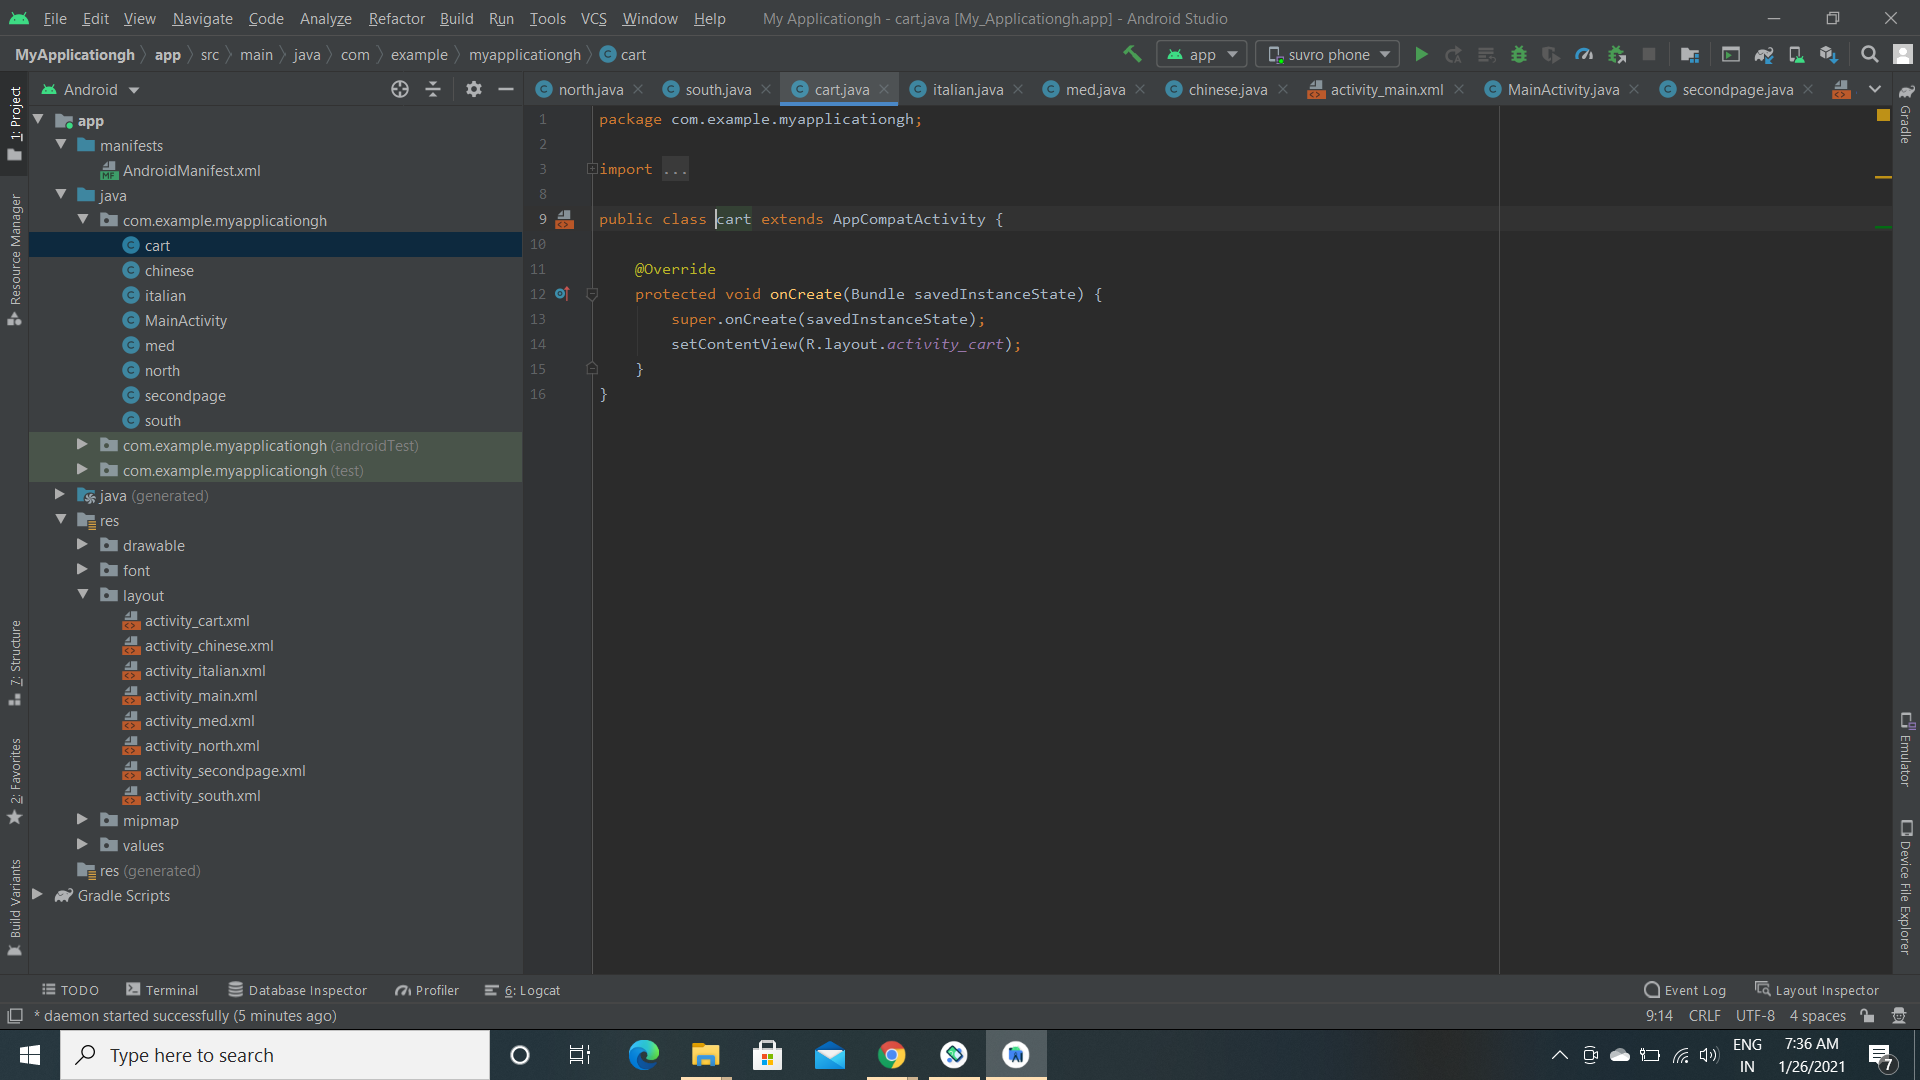 File Edit View Navigate Code Analyze Refactor Build Run Tools VCS Window Help My Applicationgh - cart.java [My_Applicationgh.app] - Android Studio
MyApplicationgh app src main java com example myapplicationgh cart app suvro phone
Android north.java south.java cart.java italian.java med.java chinese.java activity_main.xml MainActivity.java secondpage.java
1: Project
Resource Manager
7: Structure
2: Favorites
Build Variants
app
manifests
AndroidManifest.xml
java
com.example.myapplicationgh
cart
chinese
italian
MainActivity
med
north
secondpage
south
com.example.myapplicationgh (androidTest)
com.example.myapplicationgh (test)
java (generated)
res
drawable
font
layout
activity_cart.xml
activity_chinese.xml
activity_italian.xml
activity_main.xml
activity_med.xml
activity_north.xml
activity_secondpage.xml
activity_south.xml
mipmap
values
res (generated)
Gradle Scripts
1 package com.example.myapplicationgh;
2
3 import ...
8
9 public class cart extends AppCompatActivity {
10
11 @Override
12 protected void onCreate(Bundle savedInstanceState) {
13 super.onCreate(savedInstanceState);
14 setContentView(R.layout.activity_cart);
15 }
16 }
Gradle
Emulator
Device File Explorer
TODO Terminal Database Inspector Profiler 6: Logcat Event Log Layout Inspector
* daemon started successfully (5 minutes ago) 9:14 CRLF UTF-8 4 spaces
Type here to search
ENG
IN
7:36 AM
1/26/2021
7